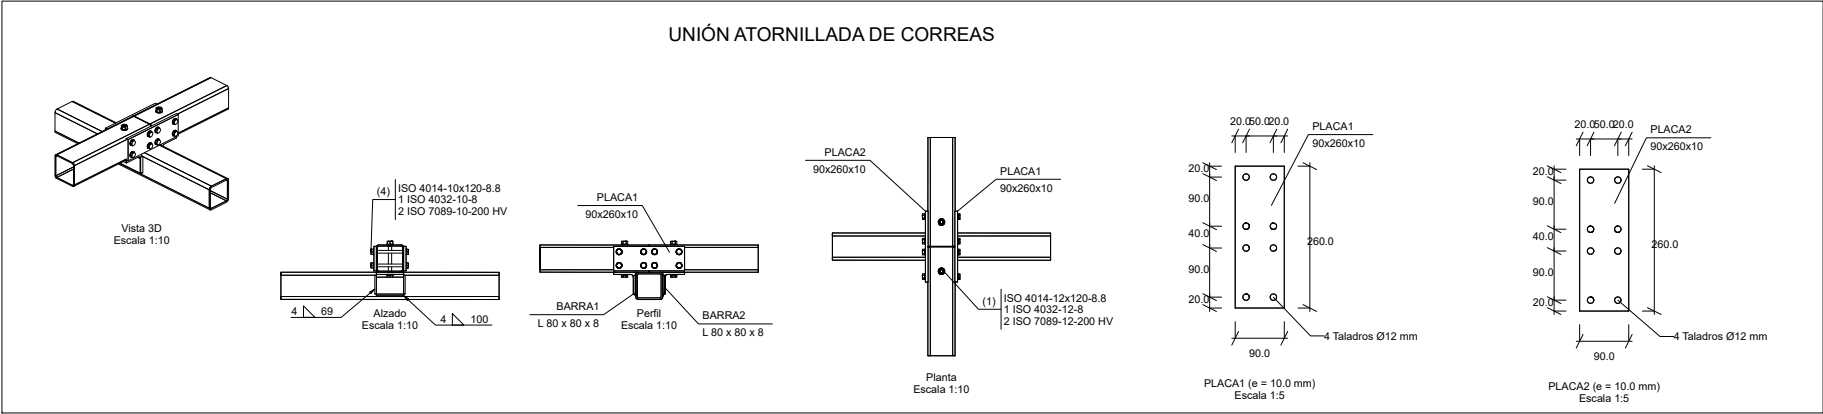 UNIÓN ATORNILLADA DE CORREAS
Vista 3D
Escala 1:10
(4)
ISO 4014-10x120-8.8
1 ISO 4032-10-8
2 ISO 7089-10-200 HV
4 69
4 100
Alzado
Escala 1:10
PLACA1
90x260x10
BARRA1
L 80 x 80 x 8
Perfil
Escala 1:10
BARRA2
L 80 x 80 x 8
PLACA2
90x260x10
PLACA1
90x260x10
(1)
ISO 4014-12x120-8.8
1 ISO 4032-12-8
2 ISO 7089-12-200 HV
Planta
Escala 1:10
20.0 50.0 20.0
PLACA1
90x260x10
20.0
90.0
40.0
90.0
20.0
260.0
4 Taladros Ø12 mm
90.0
PLACA1 (e = 10.0 mm)
Escala 1:5
20.0 50.0 20.0
PLACA2
90x260x10
20.0
90.0
40.0
90.0
20.0
260.0
4 Taladros Ø12 mm
90.0
PLACA2 (e = 10.0 mm)
Escala 1:5